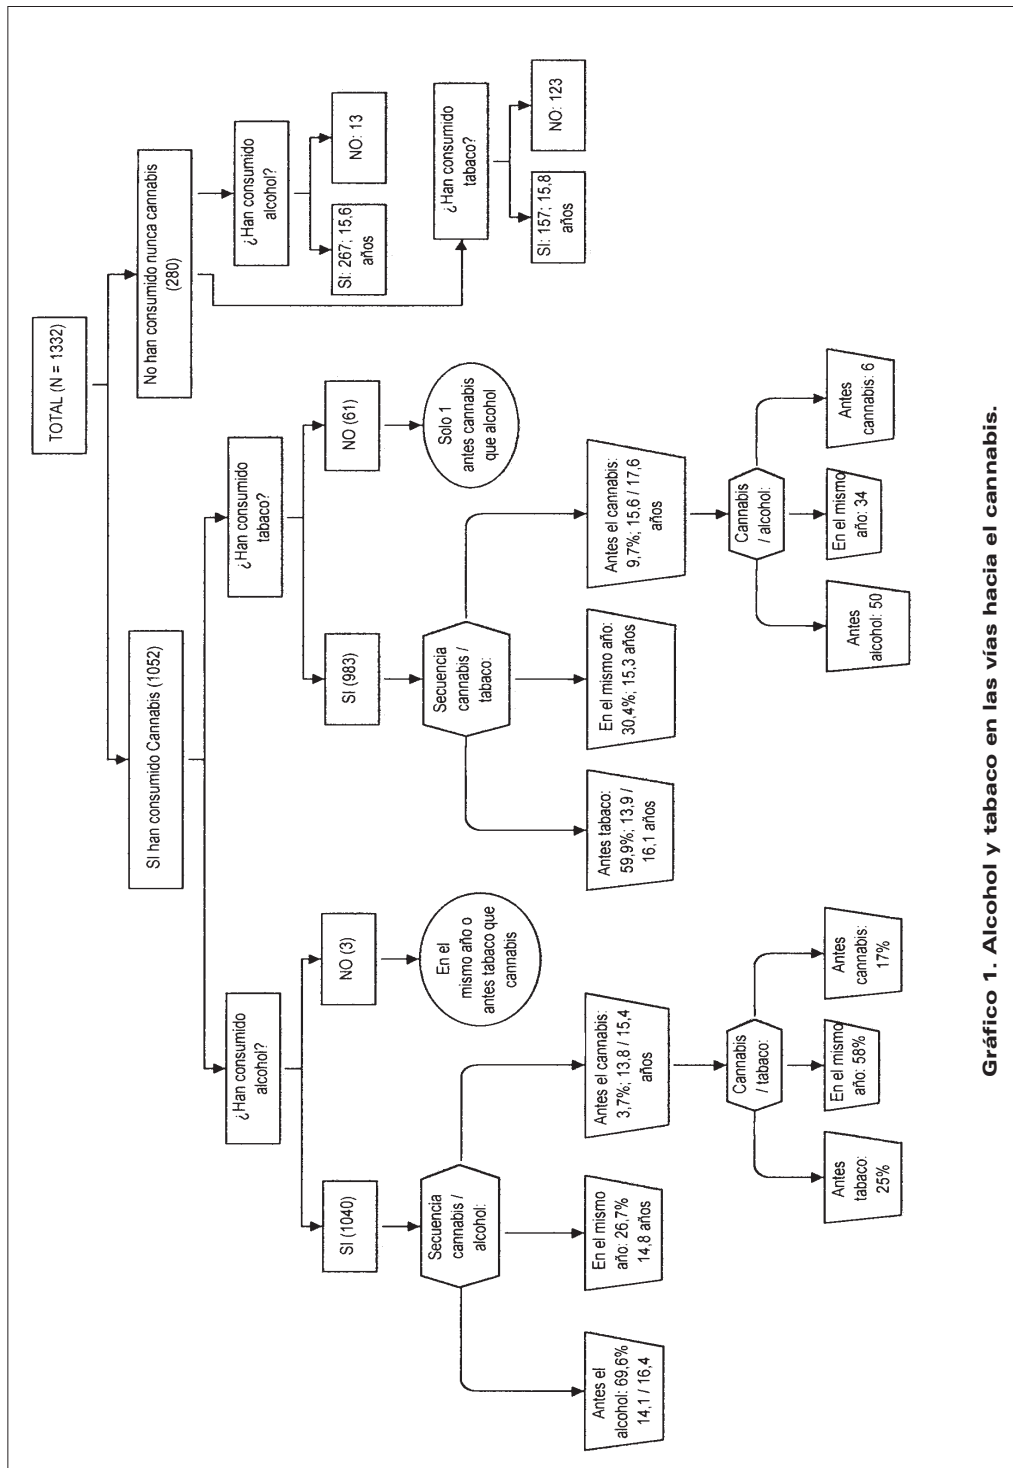 TOTAL (N = 1332)
SI han consumido Cannabis (1052)
No han consumido nunca cannabis
(280)
¿Han consumido
alcohol?
¿Han consumido
tabaco?
¿Han consumido
alcohol?
SI (1040)
NO (3)
SI (983)
NO (61)
SI: 267; 15,6
años
NO: 13
¿Han consumido
tabaco?
Secuencia
cannabis /
alcohol:
En el
mismo año o
antes tabaco que
cannabis
Secuencia
cannabis /
tabaco:
Solo 1
antes cannabis
que alcohol
SI: 157; 15,8
años
NO: 123
Antes el
alcohol: 69,6%
14,1 / 16,4
En el mismo
año: 26,7%
14,8 años
Antes el cannabis:
3,7%; 13,8 / 15,4
años
Antes tabaco:
59,9%; 13,9 /
16,1 años
En el mismo año:
30,4%; 15,3 años
Antes el cannabis:
9,7%; 15,6 / 17,6
años
Cannabis
/ tabaco:
Cannabis
/ alcohol:
Antes
tabaco:
25%
En el mismo
año: 58%
Antes
cannabis:
17%
Antes
alcohol: 50
En el mismo
año: 34
Antes
cannabis: 6
Gráfico 1. Alcohol y tabaco en las vías hacia el cannabis.